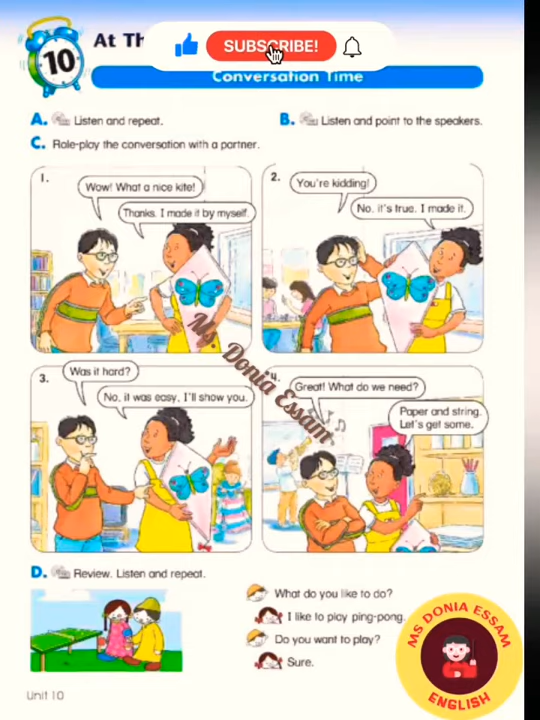 10
At Th
SUBSCRIBE!
Conversation Time
A. Listen and repeat.
B. Listen and point to the speakers.
C. Role-play the conversation with a partner.
1.
Wow! What a nice kite!
Thanks. I made it by myself.
2.
You're kidding!
No, it's true. I made it.
3.
Was it hard?
No, it was easy. I'll show you.
4.
Great! What do we need?
Paper and string.
Let's get some.
Ms Donia Essam
D. Review. Listen and repeat.
What do you like to do?
I like to play ping-pong.
Do you want to play?
Sure.
MS DONIA ESSAM
ENGLISH
Unit 10